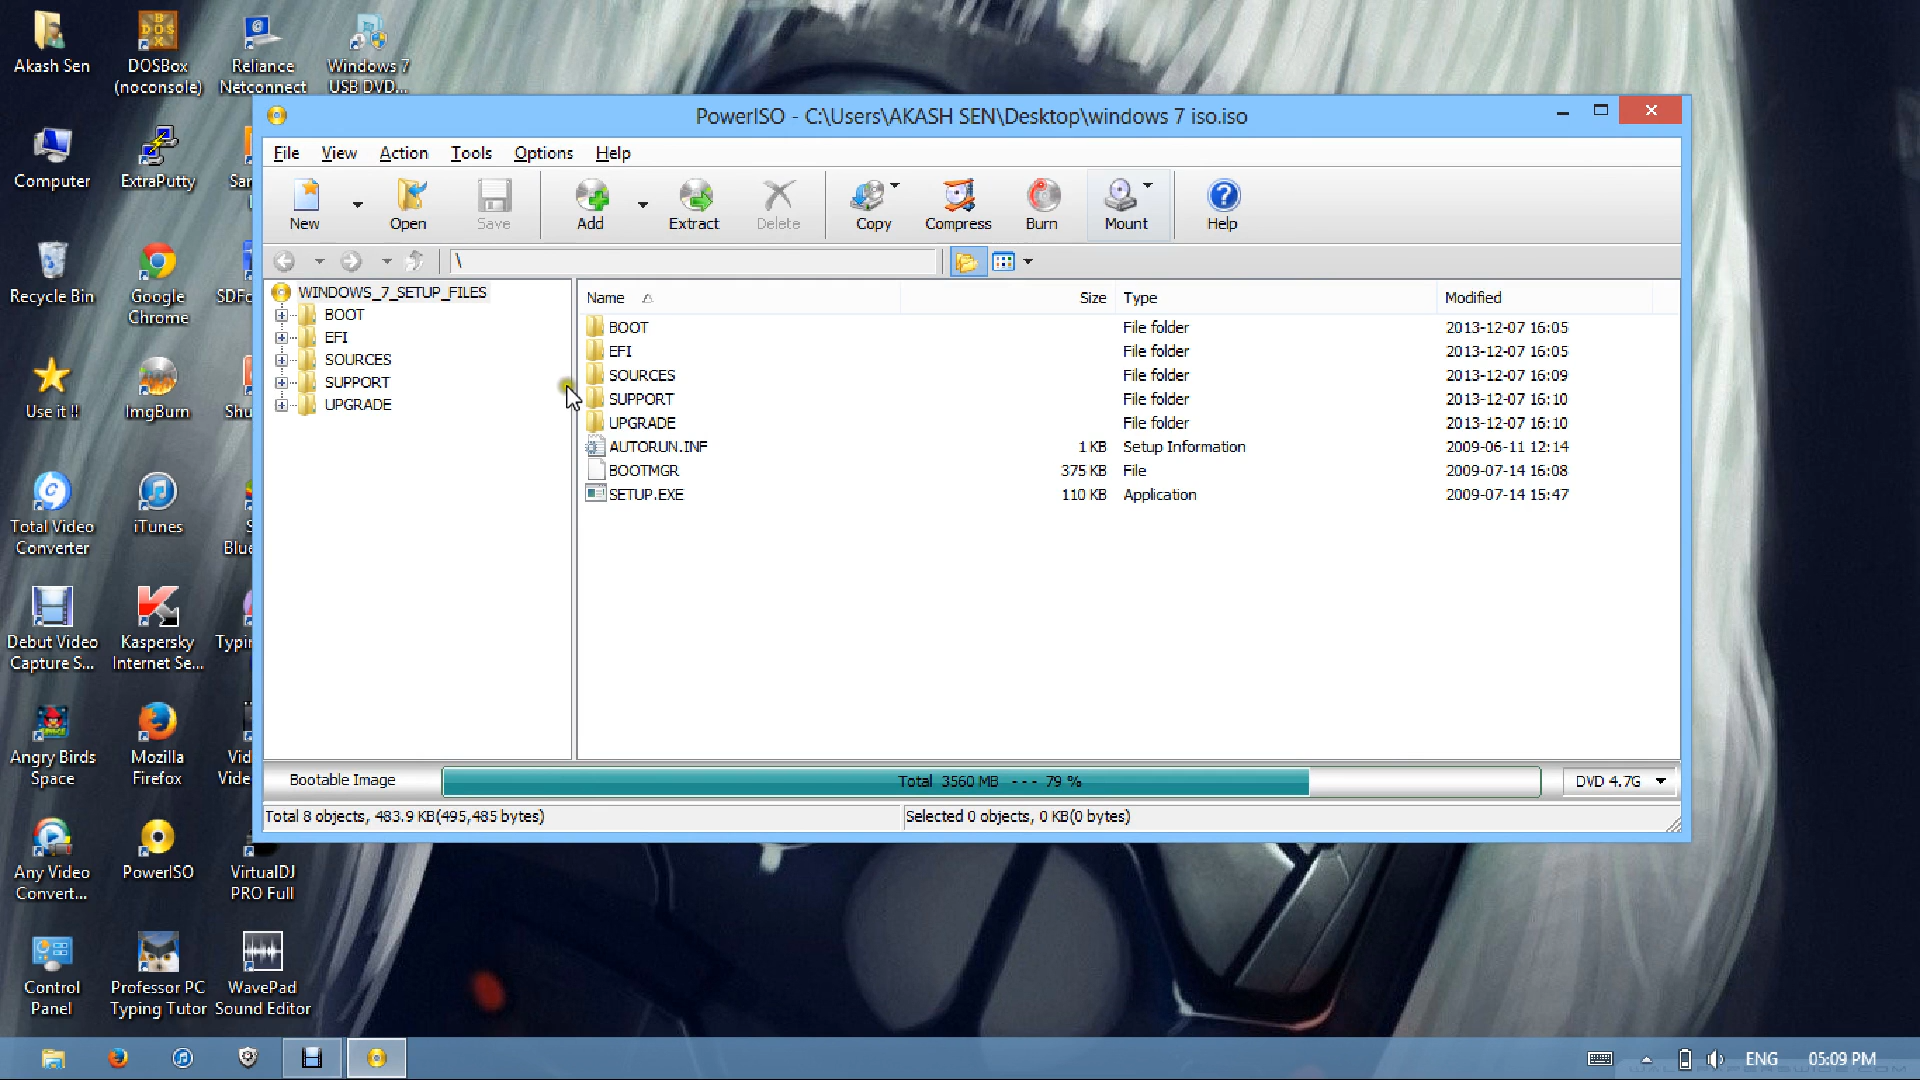 Akash Sen
DOSBox
(noconsole)
Reliance
Netconnect
Windows 7
USB DVD...
PowerISO - C:\Users\AKASH SEN\Desktop\windows 7 iso.iso
File View Action Tools Options Help
New Open Save Add Extract Delete Copy Compress Burn Mount Help
\
WINDOWS_7_SETUP_FILES
BOOT
EFI
SOURCES
SUPPORT
UPGRADE
Name Size Type Modified
BOOT File folder 2013-12-07 16:05
EFI File folder 2013-12-07 16:05
SOURCES File folder 2013-12-07 16:09
SUPPORT File folder 2013-12-07 16:10
UPGRADE File folder 2013-12-07 16:10
AUTORUN.INF 1 KB Setup Information 2009-06-11 12:14
BOOTMGR 375 KB File 2009-07-14 16:08
SETUP.EXE 110 KB Application 2009-07-14 15:47
Bootable Image Total 3560 MB --- 79 % DVD 4.7G
Total 8 objects, 483.9 KB(495,485 bytes) Selected 0 objects, 0 KB(0 bytes)
Computer
ExtraPutty
Recycle Bin
Google
Chrome
Use it !!
ImgBurn
Total Video
Converter
iTunes
Debut Video
Capture S...
Kaspersky
Internet Se...
Angry Birds
Space
Mozilla
Firefox
Any Video
Convert...
PowerISO
VirtualDJ
PRO Full
Control
Panel
Professor PC
Typing Tutor
WavePad
Sound Editor
ENG 05:09 PM